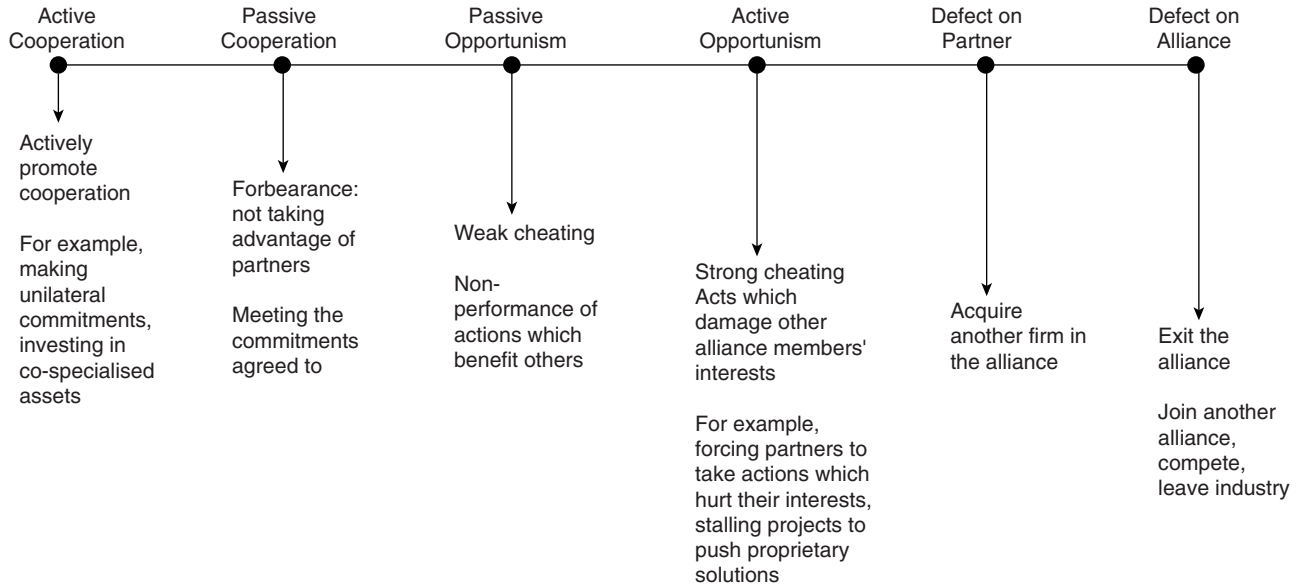 Active
Cooperation
Passive
Cooperation
Passive
Opportunism
Active
Opportunism
Defect on
Partner
Defect on
Alliance
Actively
promote
cooperation
For example,
making
unilateral
commitments,
investing in
co-specialised
assets
Forbearance:
not taking
advantage of
partners
Meeting the
commitments
agreed to
Weak cheating
Non-
performance of
actions which
benefit others
Strong cheating
Acts which
damage other
alliance members'
interests
For example,
forcing partners to
take actions which
hurt their interests,
stalling projects to
push proprietary
solutions
Acquire
another firm in
the alliance
Exit the
alliance
Join another
alliance,
compete,
leave industry